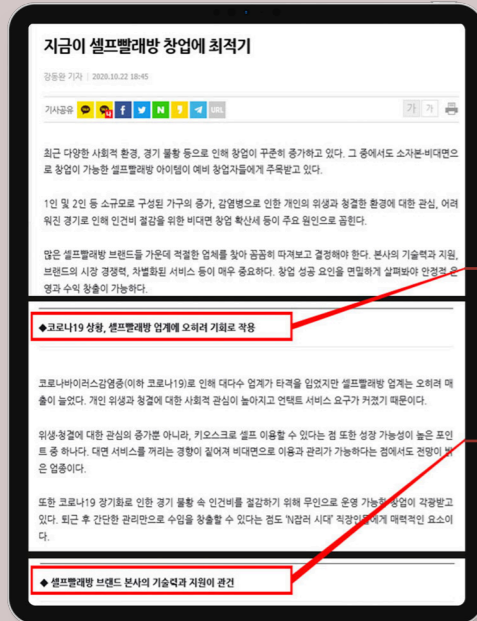 지금이 셀프빨래방 창업에 최적기
강동완 기자 | 2020.10.22 18:45
기사공유 URL 가 가
최근 다양한 사회적 환경, 경기 불황 등으로 인해 창업이 꾸준히 증가하고 있다. 그 중에서도 소자본·비대면으
로 창업이 가능한 셀프빨래방 아이템이 예비 창업자들에게 주목받고 있다.
1인 및 2인 등 소규모로 구성된 가구의 증가, 감염병으로 인한 개인의 위생과 청결한 환경에 대한 관심, 어려
워진 경기로 인해 인건비 절감을 위한 비대면 창업 확산세 등이 주요 원인으로 꼽힌다.
많은 셀프빨래방 브랜드들 가운데 적절한 업체를 찾아 꼼꼼히 따져보고 결정해야 한다. 본사의 기술력과 지원,
브랜드의 시장 경쟁력, 차별화된 서비스 등이 매우 중요하다. 창업 성공 요인을 면밀하게 살펴봐야 안정적 운
영과 수익 창출이 가능하다.
◆코로나19 상황, 셀프빨래방 업계에 오히려 기회로 작용
코로나바이러스감염증(이하 코로나19)로 인해 대다수 업계가 타격을 입었지만 셀프빨래방 업계는 오히려 매
출이 늘었다. 개인 위생과 청결에 대한 사회적 관심이 높아지고 언택트 서비스 요구가 커졌기 때문이다.
위생·청결에 대한 관심의 증가뿐 아니라, 키오스크로 셀프 이용할 수 있다는 점 또한 성장 가능성이 높은 포인
트 중 하나다. 대면 서비스를 꺼리는 경향이 짙어져 비대면으로 이용과 관리가 가능하다는 점에서도 전망이 밝
은 업종이다.
또한 코로나19 장기화로 인한 경기 불황 속 인건비를 절감하기 위해 무인으로 운영 가능한 창업이 각광받고
있다. 퇴근 후 간단한 관리만으로 수입을 창출할 수 있다는 점도 'N잡러 시대' 직장인들에게 매력적인 요소이
다.
◆ 셀프빨래방 브랜드 본사의 기술력과 지원이 관건